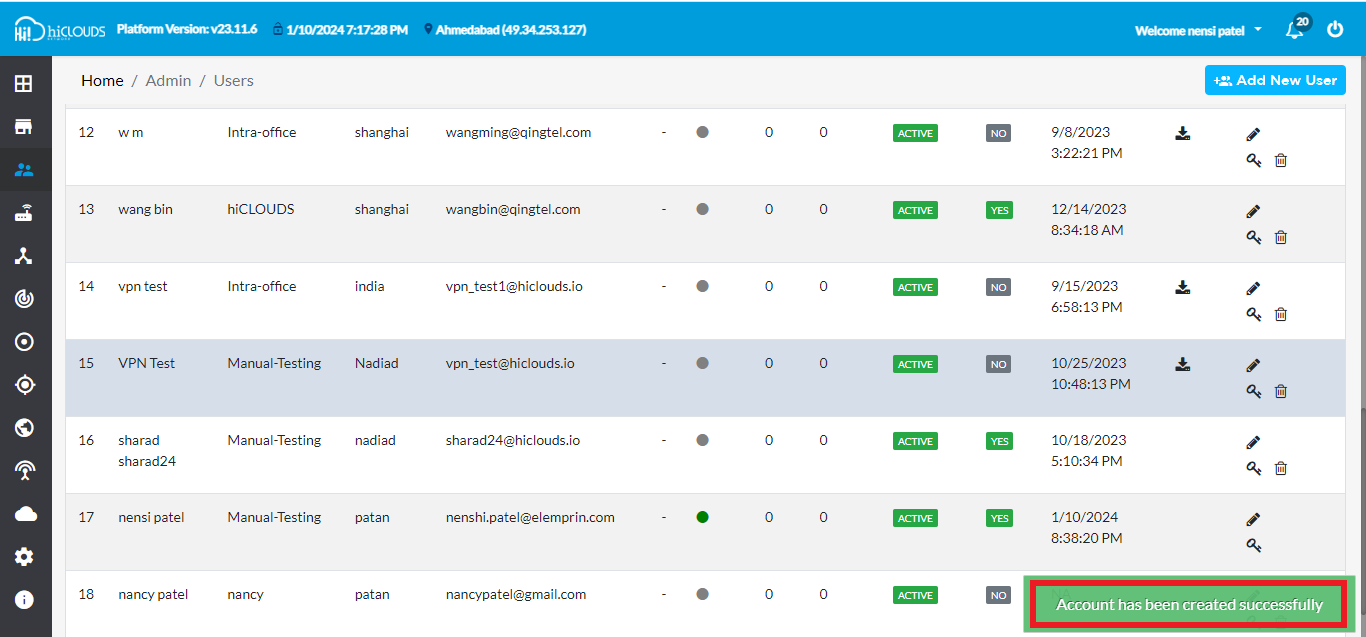 Hi! hiCLOUDS Platform Version: v23.11.6 1/10/2024 7:17:28 PM Ahmedabad (49.34.253.127) Welcome nensi patel 20
Home / Admin / Users Add New User
12 w m Intra-office shanghai wangming@qingtel.com - 0 0 ACTIVE NO 9/8/2023
3:22:21 PM
13 wang bin hiCLOUDS shanghai wangbin@qingtel.com - 0 0 ACTIVE YES 12/14/2023
8:34:18 AM
14 vpn test Intra-office india vpn_test1@hiclouds.io - 0 0 ACTIVE NO 9/15/2023
6:58:13 PM
15 VPN Test Manual-Testing Nadiad vpn_test@hiclouds.io - 0 0 ACTIVE NO 10/25/2023
10:48:13 PM
16 sharad Manual-Testing nadiad sharad24@hiclouds.io - 0 0 ACTIVE YES 10/18/2023
sharad24 5:10:34 PM
17 nensi patel Manual-Testing patan nenshi.patel@elemprin.com - 0 0 ACTIVE YES 1/10/2024
8:38:20 PM
18 nancy patel nancy patan nancypatel@gmail.com - 0 0 ACTIVE NO NA
Account has been created successfully